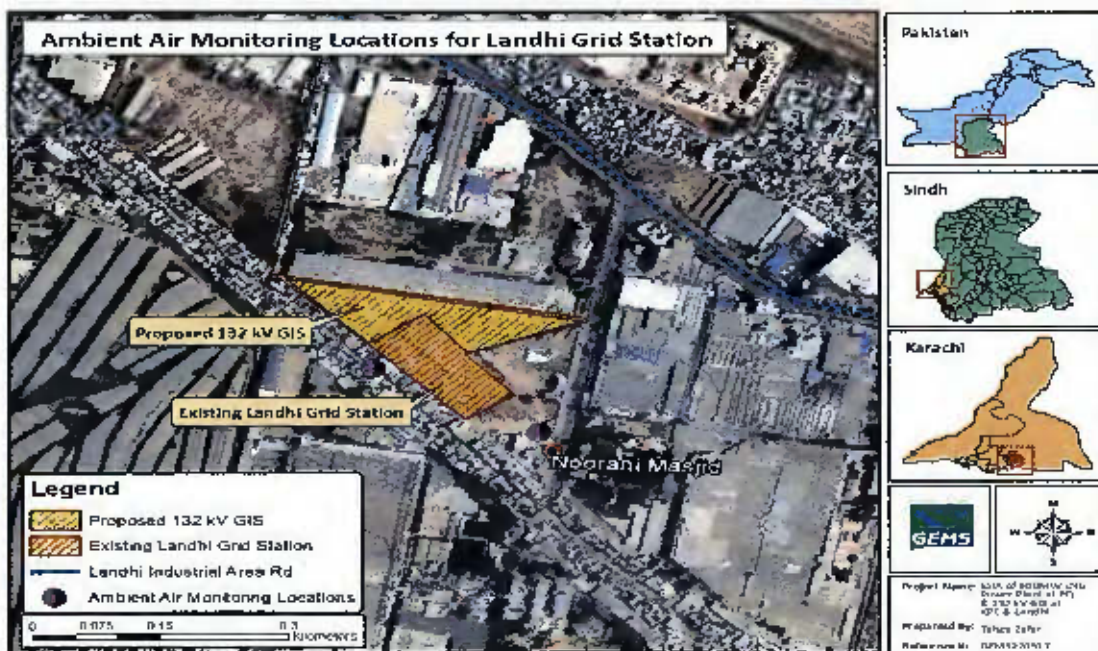 Ambient Air Monitoring Locations for Landhi Grid Station
Proposed 132 kV GIS
Existing Landhi Grid Station
Noorani Masjid
Legend
Proposed 132 kV GIS
Existing Landhi Grid Station
Landhi Industrial Area Rd
Ambient Air Monitoring Locations
0 0.075 0.15 0.3
Kilometers
Pakistan
Sindh
Karachi
GEMS
N
W E
S
Project Name:
Prepared By: